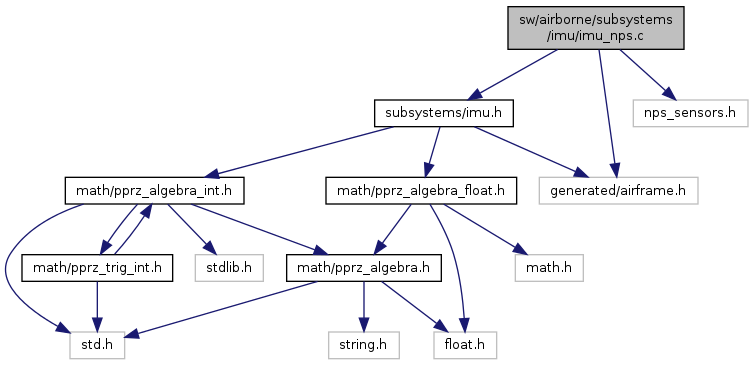 sw/airborne/subsystems
/imu/imu_nps.c
subsystems/imu.h
nps_sensors.h
math/pprz_algebra_int.h
math/pprz_algebra_float.h
generated/airframe.h
math/pprz_trig_int.h
stdlib.h
math/pprz_algebra.h
math.h
std.h
string.h
float.h